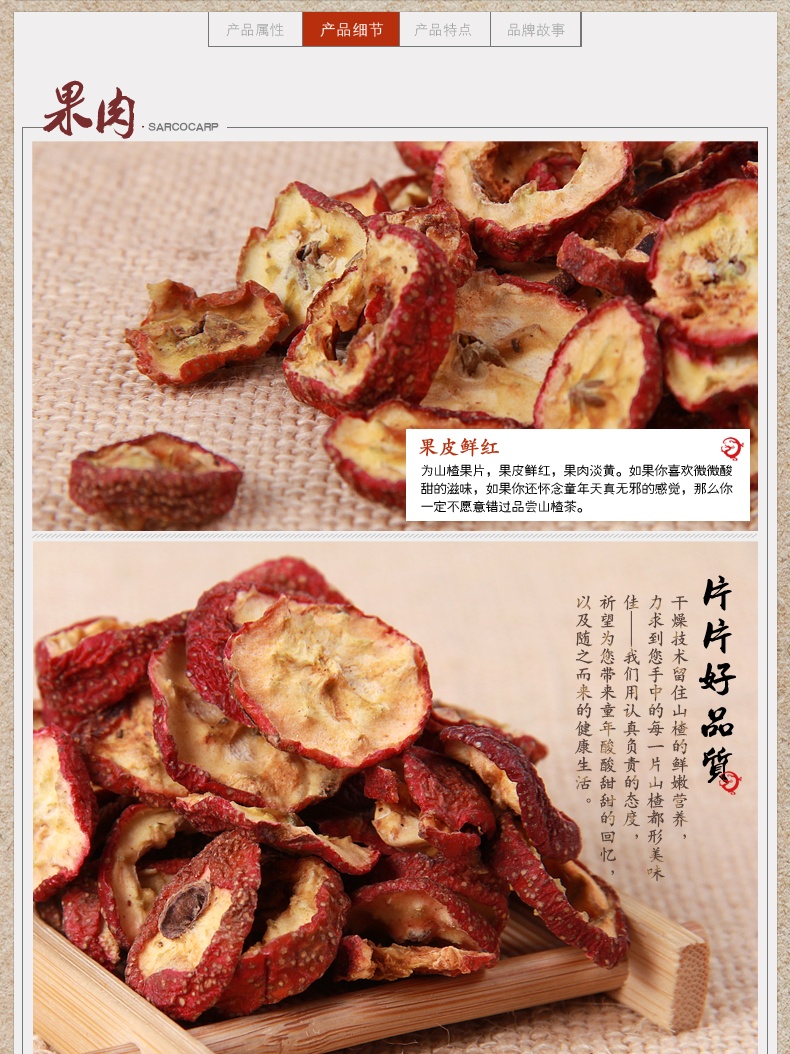 产品属性
产品细节
产品特点
品牌故事
果肉
·SARCOCARP
果皮鲜红
为山楂果片，果皮鲜红，果肉淡黄。如果你喜欢微微酸
甜的滋味，如果你还怀念童年天真无邪的感觉，那么你
一定不愿意错过品尝山楂茶。
片片好品質
干燥技术留住山楂的鲜嫩营养，
力求到您手中的每一片山楂都形美味
佳——我们用认真负责的态度，
祈望为您带来童年酸酸甜甜的回忆，
以及随之而来的健康生活。